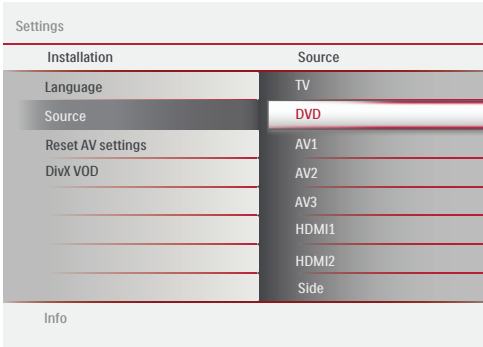 Settings
Installation
Source
Language
Source
Reset AV settings
DivX VOD
TV
DVD
AV1
AV2
AV3
HDMI1
HDMI2
Side
Info